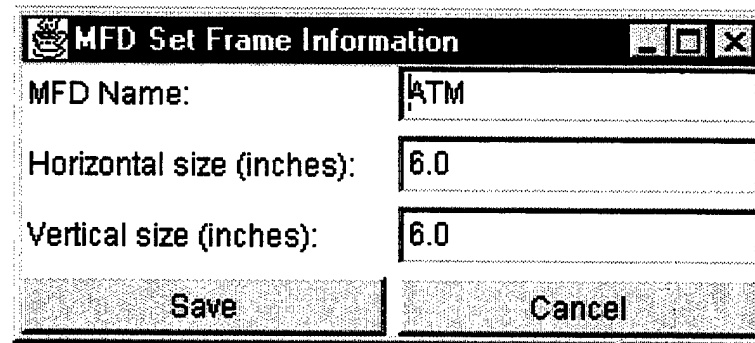 MFD Set Frame Information
MFD Name: ATM
Horizontal size (inches): 6.0
Vertical size (inches): 6.0
Save Cancel